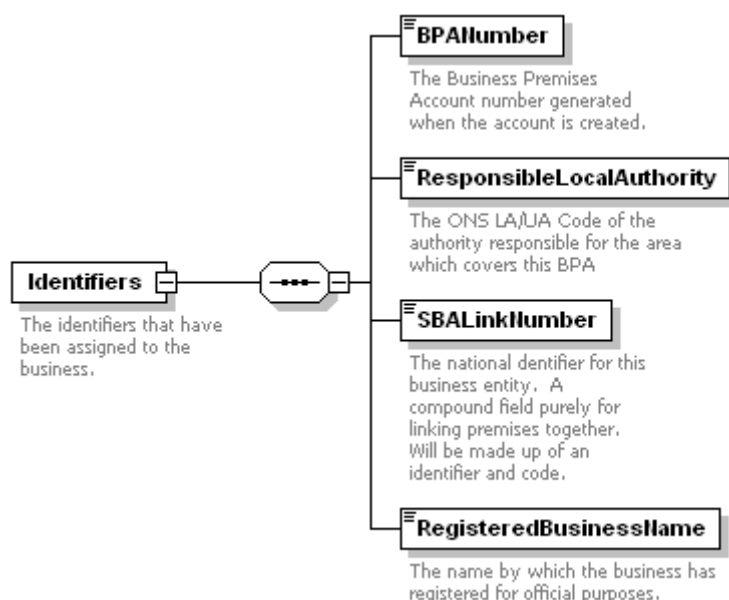 BPANumber
The Business Premises
Account number generated
when the account is created.
ResponsibleLocalAuthority
The ONS LA/UA Code of the
authority responsible for the area
which covers this BPA
Identifiers
The identifiers that have
been assigned to the
business.
SBALinkNumber
The national dentifier for this
business entity. A
compound field purely for
linking premises together.
Will be made up of an
identifier and code.
RegisteredBusinessName
The name by which the business has
registered for official purposes.